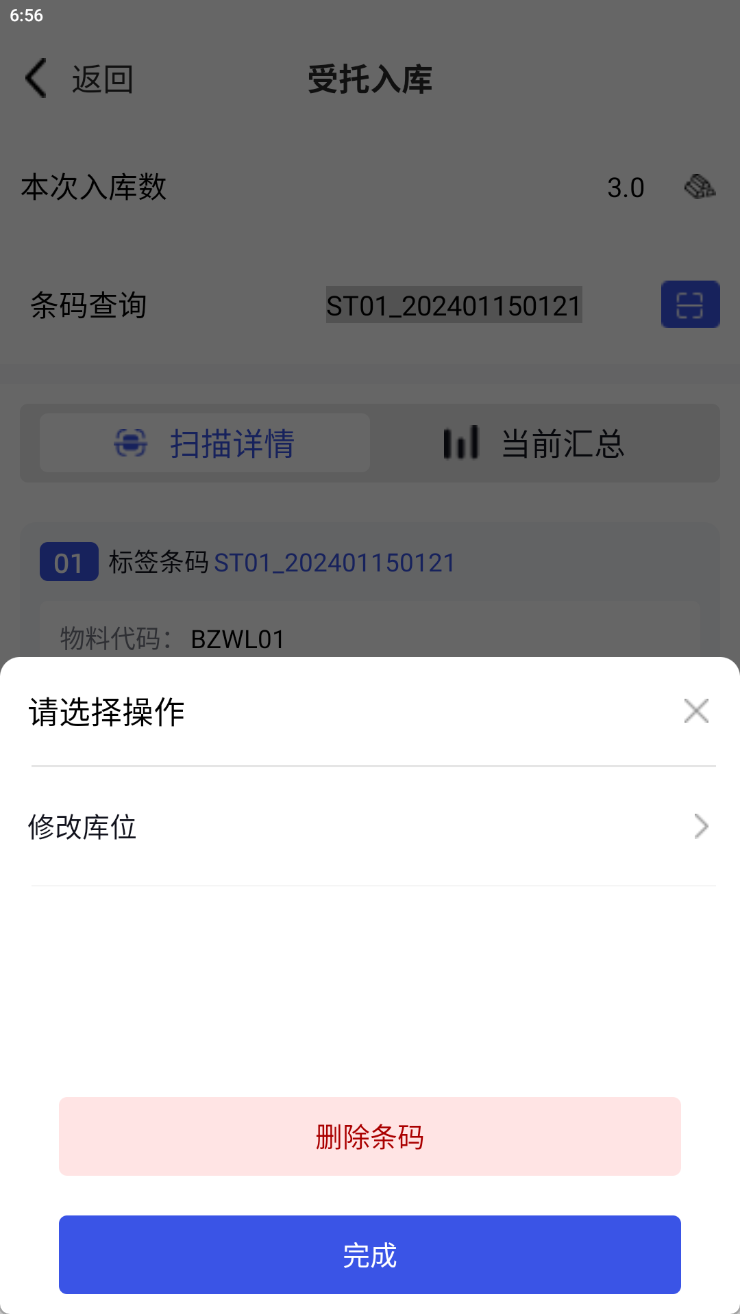 6:56
返回
受托入库
本次入库数 3.0
条码查询 ST01_202401150121
扫描详情 当前汇总
01 标签条码 ST01_202401150121
物料代码： BZWL01
请选择操作
修改库位
删除条码
完成